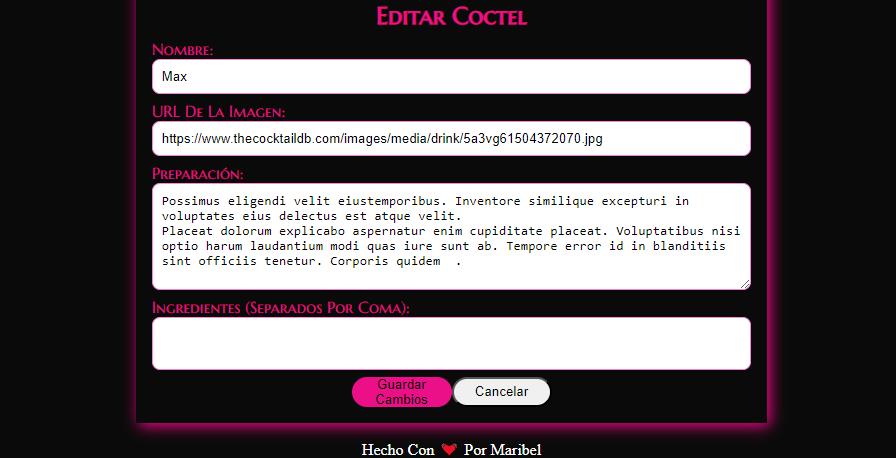 Editar Coctel
Nombre:
Max
URL De La Imagen:
https://www.thecocktaildb.com/images/media/drink/5a3vg61504372070.jpg
Preparación:
Possimus eligendi velit eiustemporibus. Inventore similique excepturi in
voluptates eius delectus est atque velit.
Placeat dolorum explicabo aspernatur enim cupiditate placeat. Voluptatibus nisi
optio harum laudantium modi quas iure sunt ab. Tempore error id in blanditiis
sint officiis tenetur. Corporis quidem  .
Ingredientes (Separados Por Coma):
Guardar
Cambios
Cancelar
Hecho Con ❤ Por Maribel